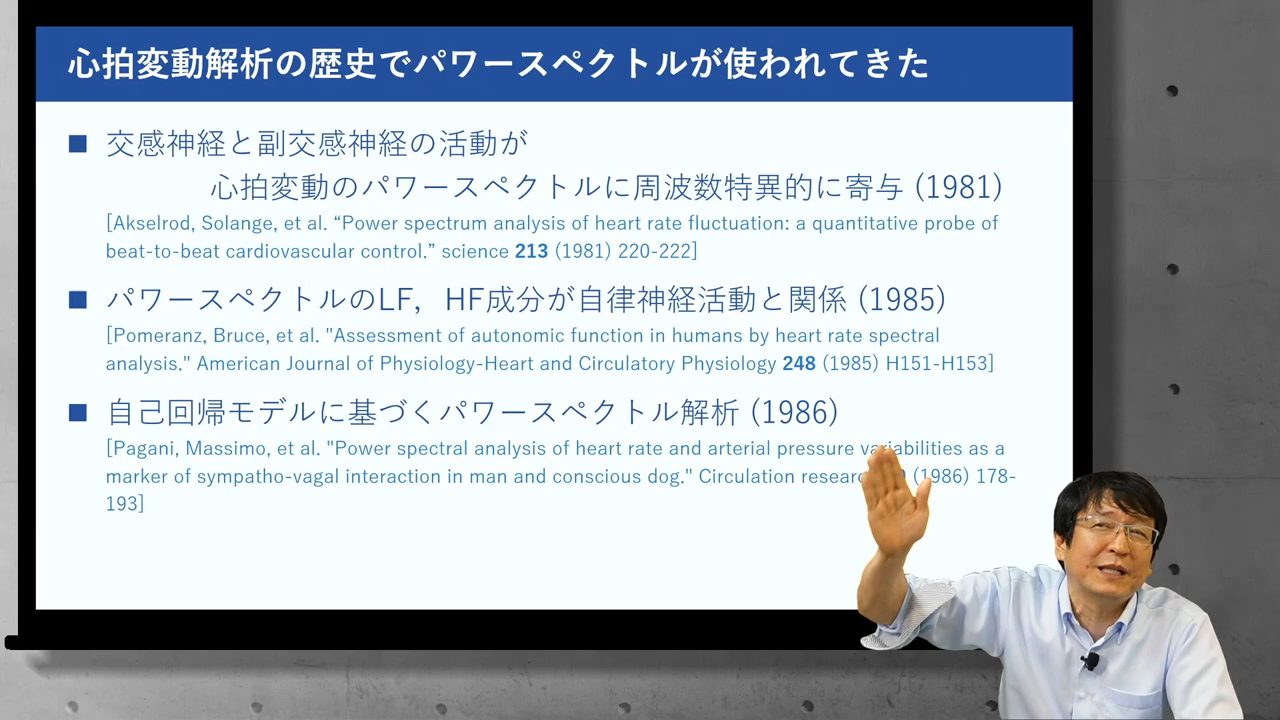 心拍変動解析の歴史でパワースペクトルが使われてきた
■ 交感神経と副交感神経の活動が
心拍変動のパワースペクトルに周波数特異的に寄与 (1981)
[Akselrod, Solange, et al. “Power spectrum analysis of heart rate fluctuation: a quantitative probe of
beat-to-beat cardiovascular control.” science 213 (1981) 220-222]
■ パワースペクトルのLF，HF成分が自律神経活動と関係 (1985)
[Pomeranz, Bruce, et al. "Assessment of autonomic function in humans by heart rate spectral
analysis." American Journal of Physiology-Heart and Circulatory Physiology 248 (1985) H151-H153]
■ 自己回帰モデルに基づくパワースペクトル解析 (1986)
[Pagani, Massimo, et al. "Power spectral analysis of heart rate and arterial pressure variabilities as a
marker of sympatho-vagal interaction in man and conscious dog." Circulation (1986) 178-
193]